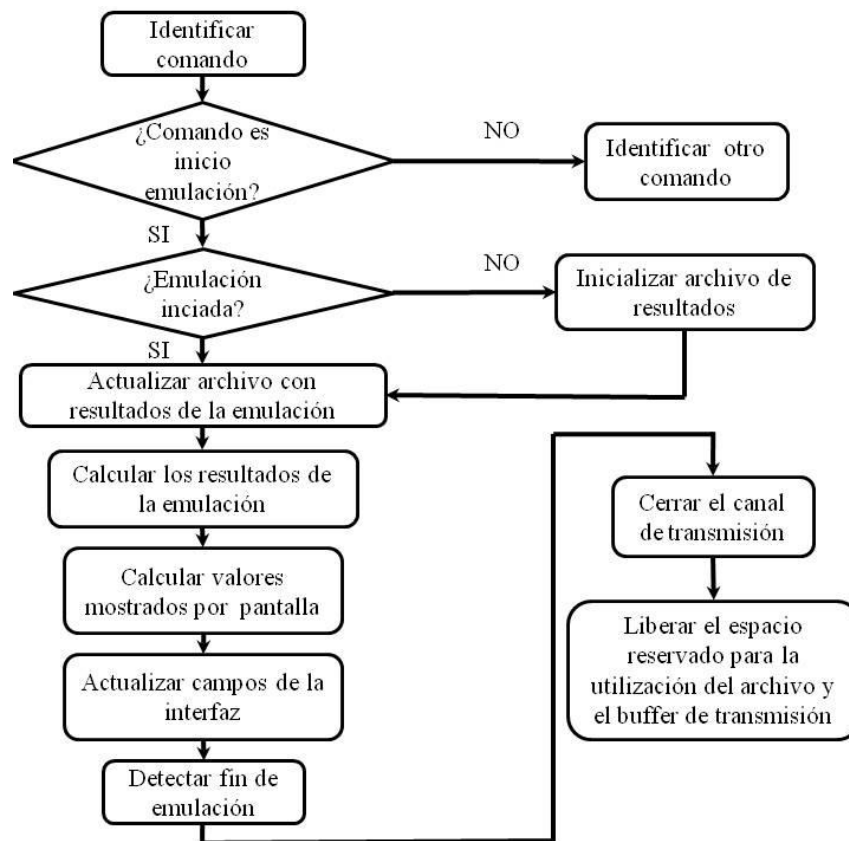 Identificar
comando
¿Comando es
inicio
emulación?
NO
Identificar otro
comando
SI
¿Emulación
inciada?
NO
Inicializar archivo de
resultados
SI
Actualizar archivo con
resultados de la emulación
Calcular los resultados de
la emulación
Calcular valores
mostrados por pantalla
Actualizar campos de la
interfaz
Detectar fin de
emulación
Cerrar el canal
de transmisión
Liberar el espacio
reservado para la
utilización del archivo y
el buffer de transmisión